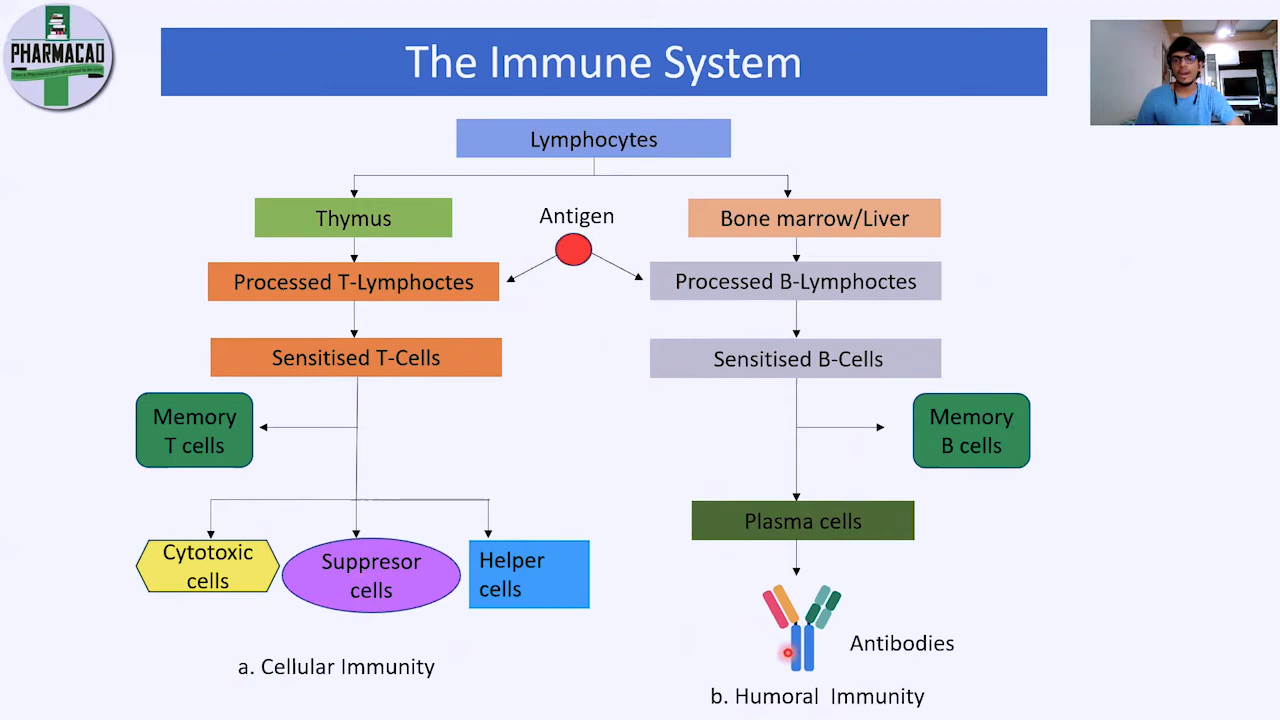 PHARMACAD
The Immune System
Lymphocytes
Thymus
Antigen
Bone marrow/Liver
Processed T-Lymphoctes
Processed B-Lymphoctes
Sensitised T-Cells
Sensitised B-Cells
Memory
T cells
Memory
B cells
Plasma cells
Cytotoxic
cells
Suppresor
cells
Helper
cells
Antibodies
a. Cellular Immunity
b. Humoral Immunity